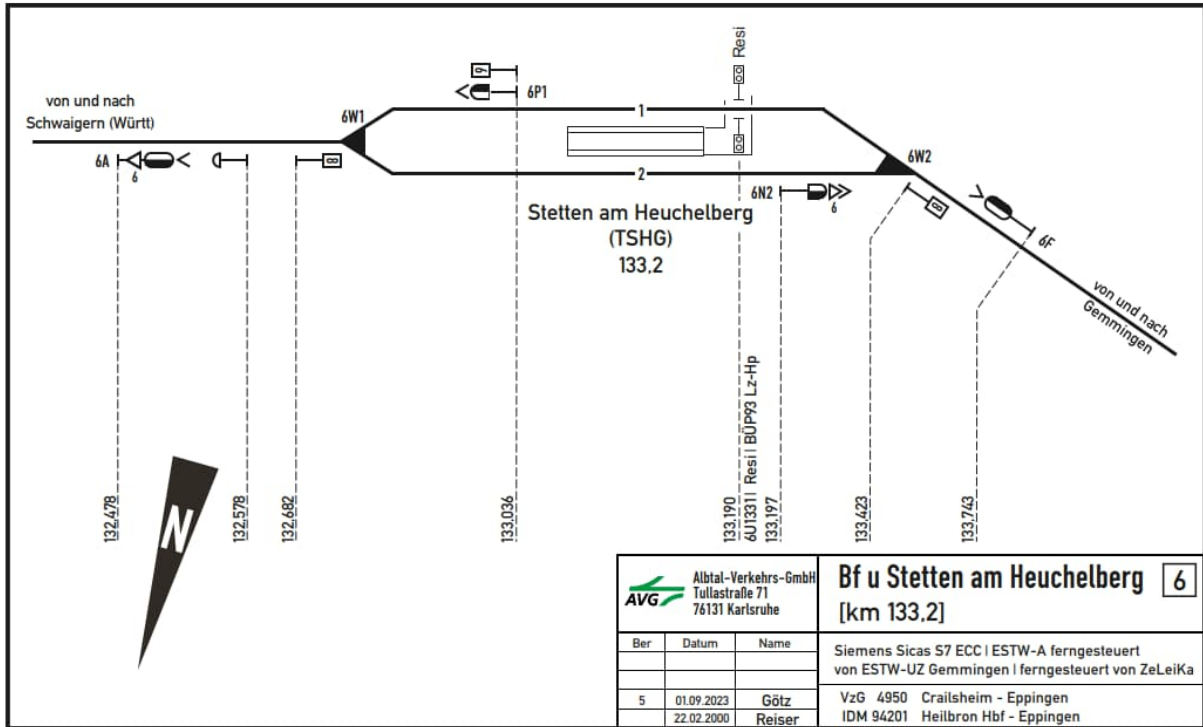 von und nach
Schwaigern (Württ)
6A
6
6W1
9
6P1
Resi
1
2
8
6W2
6N2
6
8
6F
Stetten am Heuchelberg
(TSHG)
133,2
von und nach
Gemmingen
132,478
132,578
132,682
133,036
133,190
6Ü1331 | Resi | BÜP93 Lz-Hp
133,197
133,423
133,743
N
AVG
Albtal-Verkehrs-GmbH
Tullastraße 71
76131 Karlsruhe
Bf u Stetten am Heuchelberg 6
[km 133,2]
Ber Datum Name
5 01.09.2023 Götz
22.02.2000 Reiser
Siemens Sicas S7 ECC | ESTW-A ferngesteuert
von ESTW-UZ Gemmingen | ferngesteuert von ZeLeiKa
VzG 4950 Crailsheim - Eppingen
IDM 94201 Heilbron Hbf - Eppingen